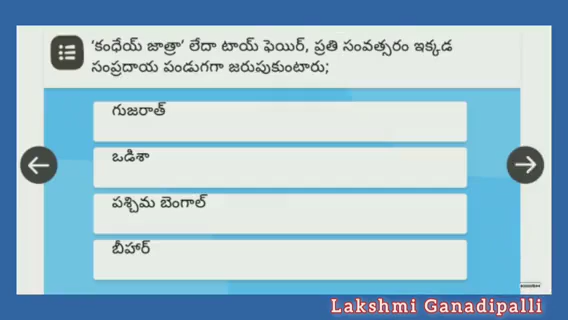 ‘కంధేయ్ జాత్రా’ లేదా టాయ్ ఫెయిర్, ప్రతి సంవత్సరం ఇక్కడ
సంప్రదాయ పండుగగా జరుపుకుంటారు;
గుజరాత్
ఒడిశా
పశ్చిమ బెంగాల్
బీహార్
Lakshmi Ganadipalli